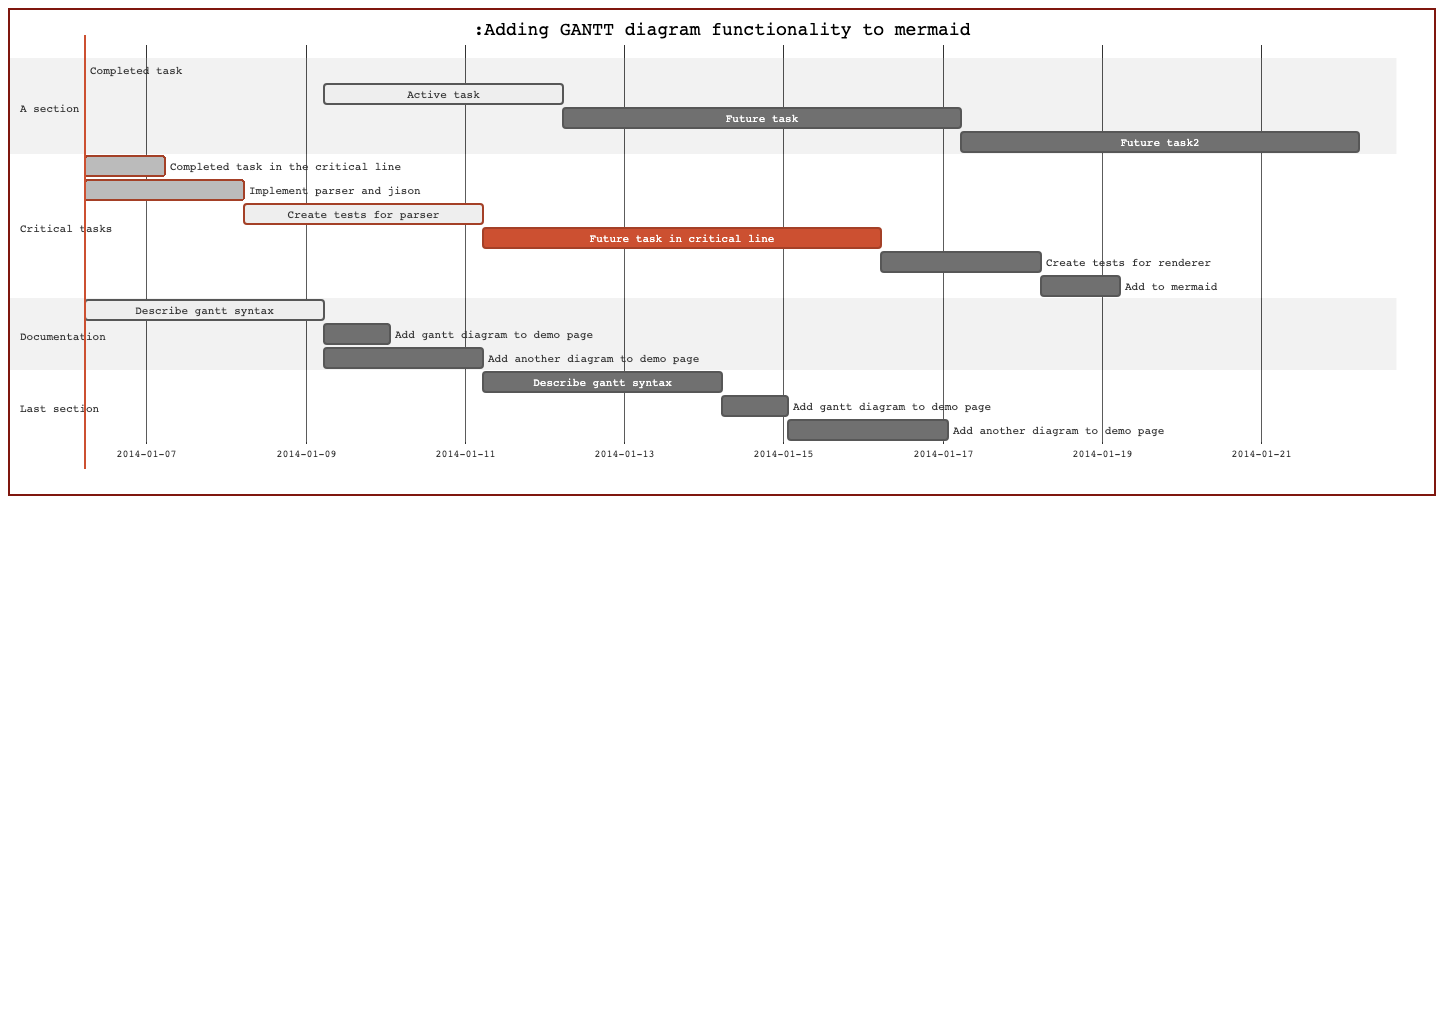 :Adding GANTT diagram functionality to mermaid
Completed task
Active task
A section
Future task
Future task2
Completed task in the critical line
Implement parser and jison
Create tests for parser
Critical tasks
Future task in critical line
Create tests for renderer
Add to mermaid
Describe gantt syntax
Add gantt diagram to demo page
Documentation
Add another diagram to demo page
Describe gantt syntax
Last section
Add gantt diagram to demo page
Add another diagram to demo page
2014-01-07
2014-01-09
2014-01-11
2014-01-13
2014-01-15
2014-01-17
2014-01-19
2014-01-21